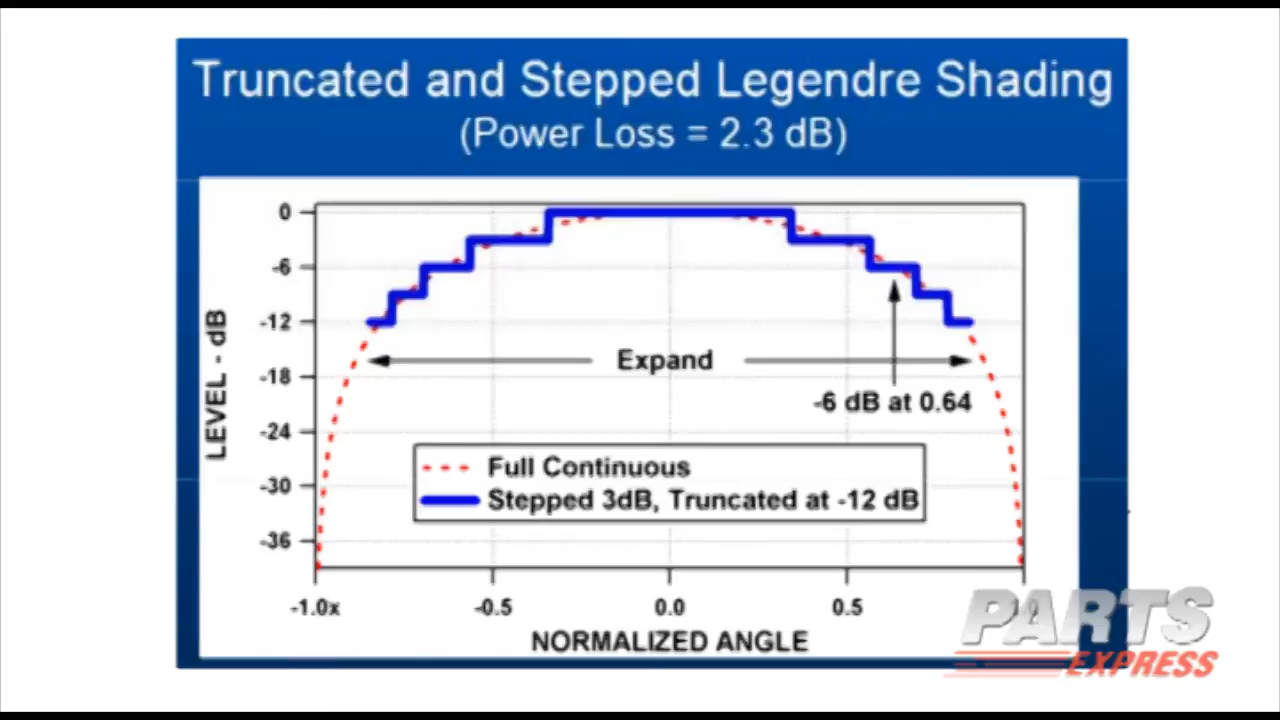 Truncated and Stepped Legendre Shading
(Power Loss = 2.3 dB)
0
-6
-12
-18
-24
-30
-36
LEVEL - dB
Expand
-6 dB at 0.64
Full Continuous
Stepped 3dB, Truncated at -12 dB
-1.0x
-0.5
0.0
0.5
NORMALIZED ANGLE
PARTS
EXPRESS